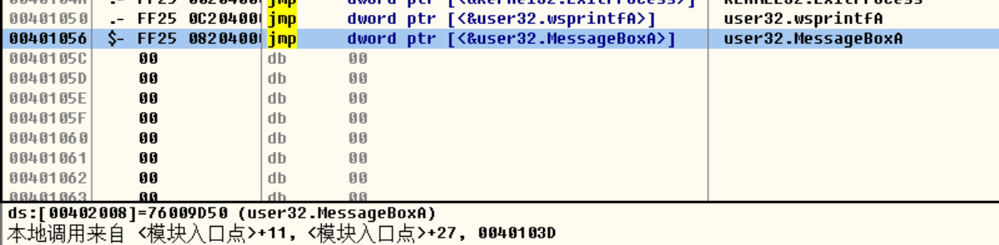 0040104A .- FF25 00204000 jmp dword ptr [<&kernel32.ExitProcess>] KERNEL32.ExitProcess
00401050 .- FF25 0C204000 jmp dword ptr [<&user32.wsprintfA>] user32.wsprintfA
00401056 $- FF25 08204000 jmp dword ptr [<&user32.MessageBoxA>] user32.MessageBoxA
0040105C 00 db 00
0040105D 00 db 00
0040105E 00 db 00
0040105F 00 db 00
00401060 00 db 00
00401061 00 db 00
00401062 00 db 00
00401063 00 db 00
ds:[00402008]=76009D50 (user32.MessageBoxA)
本地调用来自 <模块入口点>+11, <模块入口点>+27, 0040103D